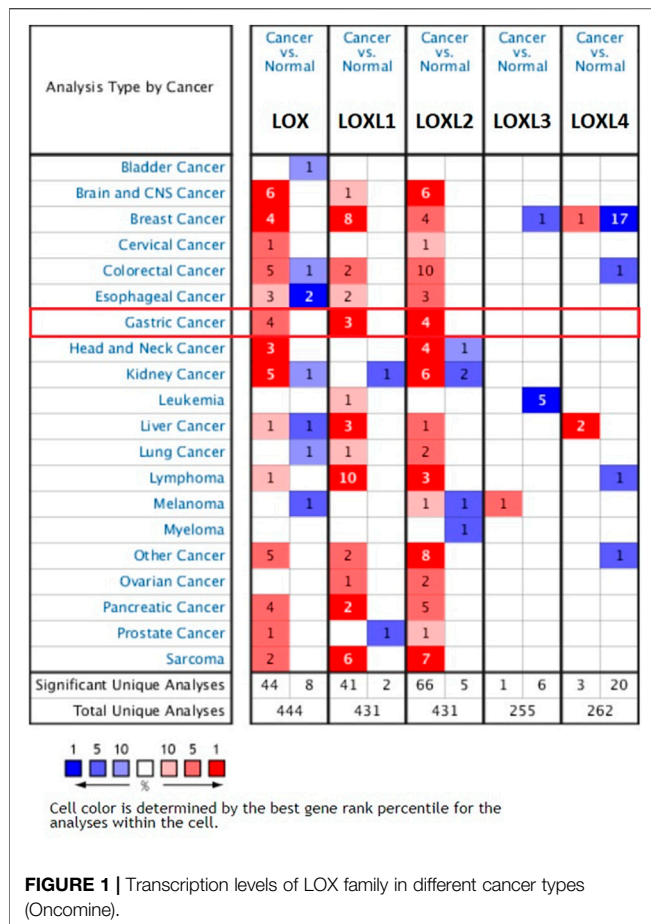 Analysis Type by Cancer
Cancer vs. Normal Cancer vs. Normal Cancer vs. Normal Cancer vs. Normal Cancer vs. Normal
LOX LOXL1 LOXL2 LOXL3 LOXL4
Bladder Cancer 1
Brain and CNS Cancer 6 1 6
Breast Cancer 4 8 4 1 1 17
Cervical Cancer 1 1
Colorectal Cancer 5 1 2 10 1
Esophageal Cancer 3 2 2 3
Gastric Cancer 4 3 4
Head and Neck Cancer 3 4 1
Kidney Cancer 5 1 1 6 2
Leukemia 1 5
Liver Cancer 1 1 3 1 2
Lung Cancer 1 1 2
Lymphoma 1 10 3 1
Melanoma 1 1 1 1
Myeloma 1
Other Cancer 5 2 8 1
Ovarian Cancer 1 2
Pancreatic Cancer 4 2 5
Prostate Cancer 1 1 1
Sarcoma 2 6 7
Significant Unique Analyses 44 8 41 2 66 5 1 6 3 20
Total Unique Analyses 444 431 431 255 262
1 5 10 10 5 1
%
Cell color is determined by the best gene rank percentile for the
analyses within the cell.
FIGURE 1 | Transcription levels of LOX family in different cancer types
(Oncomine).